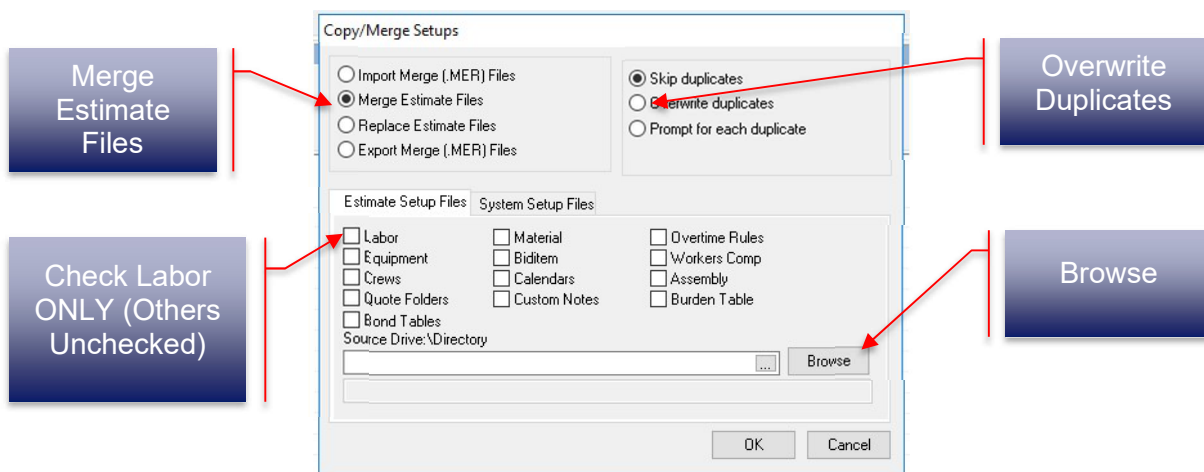 Copy/Merge Setups
Merge
Estimate
Files
Import Merge (.MER) Files
Merge Estimate Files
Replace Estimate Files
Export Merge (.MER) Files
Skip duplicates
Overwrite duplicates
Prompt for each duplicate
Overwrite
Duplicates
Estimate Setup Files System Setup Files
Labor Material Overtime Rules
Equipment Biditem Workers Comp
Crews Calendars Assembly
Quote Folders Custom Notes Burden Table
Bond Tables
Check Labor
ONLY (Others
Unchecked)
Browse
Source Drive:\Directory
... Browse
OK Cancel